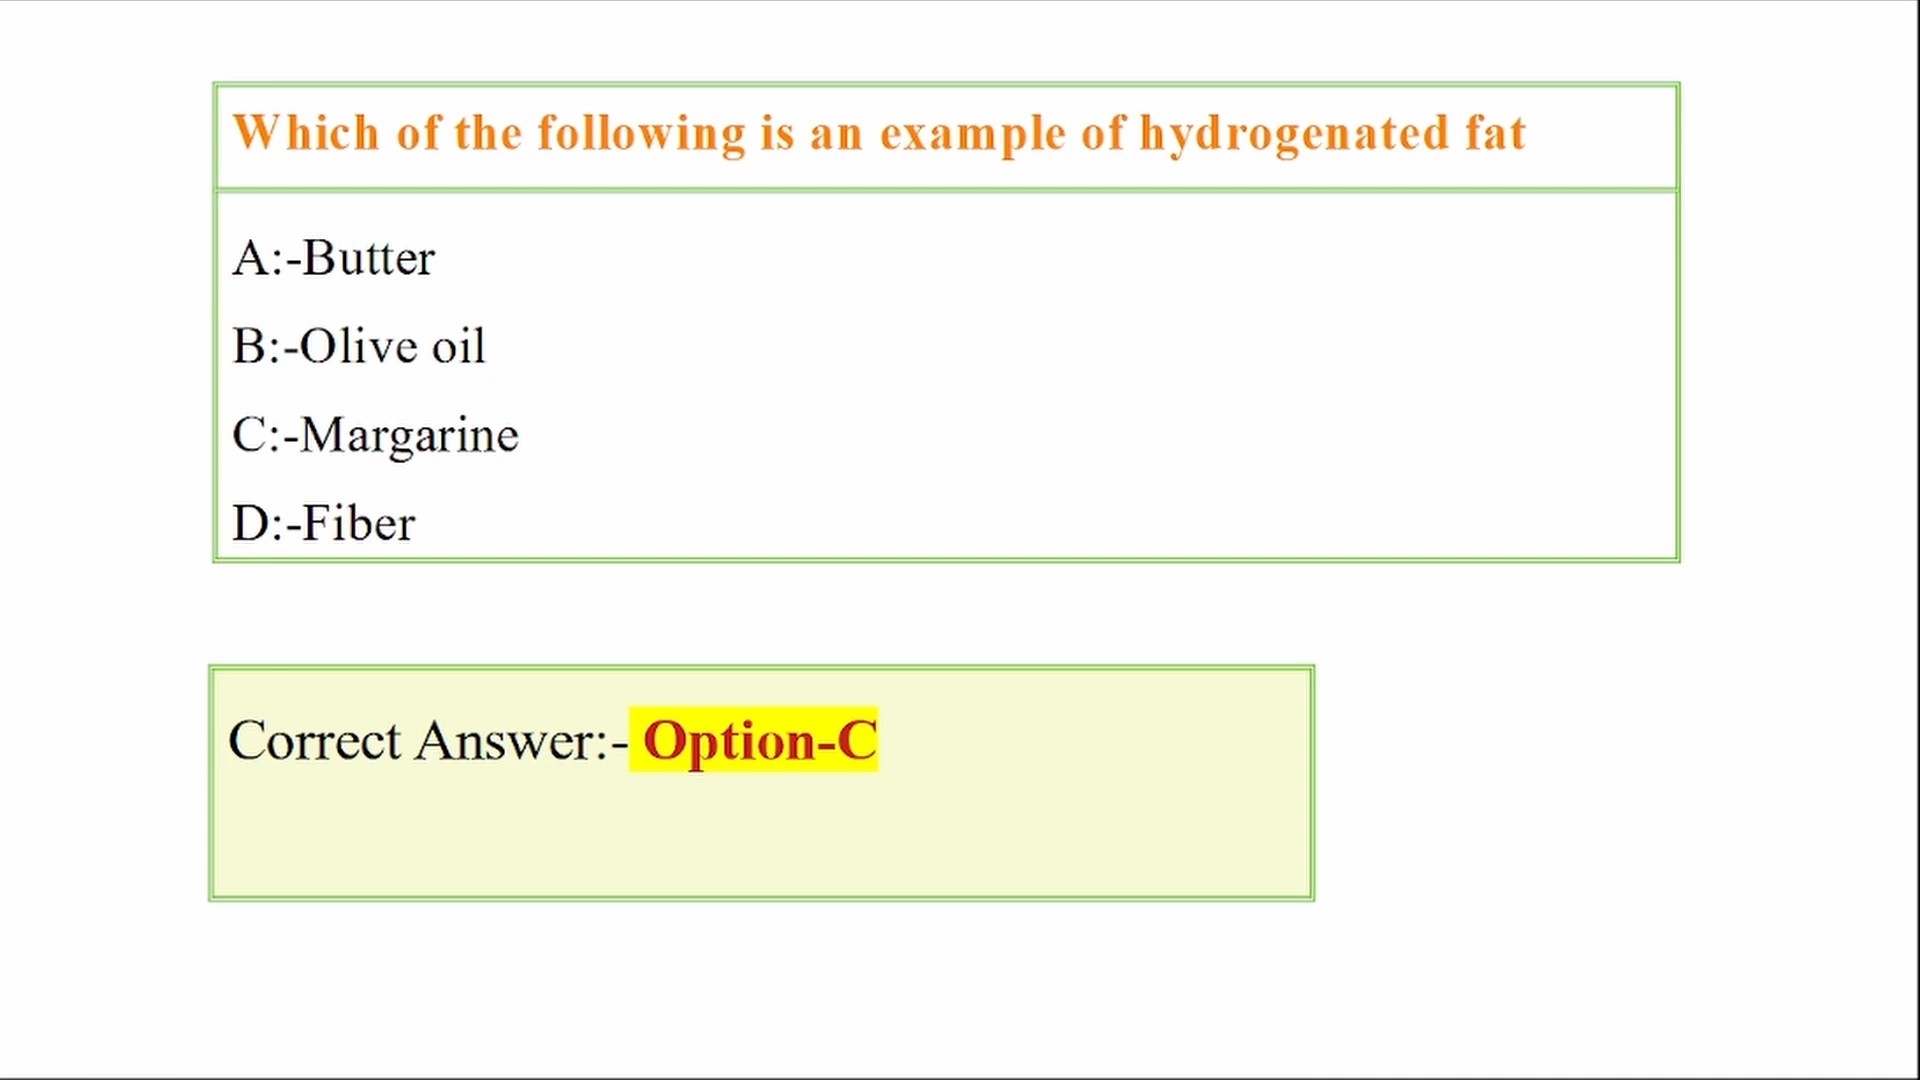 Which of the following is an example of hydrogenated fat
A:-Butter
B:-Olive oil
C:-Margarine
D:-Fiber
Correct Answer:- Option-C